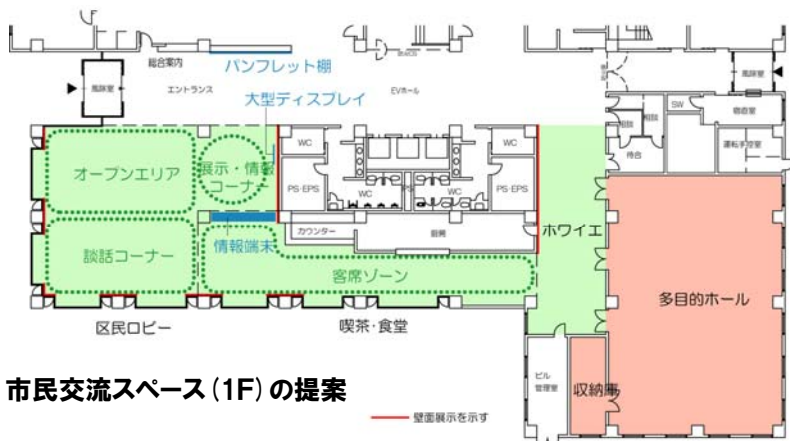 総合案内
パンフレット棚
風除室
エントランス
EVホール
風除室
大型ディスプレイ
SW
宿直室
相談
相談
WC
WC
運転手控室
待合
オープンエリア
展示・情報
コーナー
PS・EPS
WC
PS
WC
PS・EPS
ホワイエ
カウンター
厨房
情報端末
談話コーナー
客席ゾーン
多目的ホール
区民ロビー
喫茶・食堂
ビル
管理室
収納庫
市民交流スペース(1F)の提案
壁面展示を示す